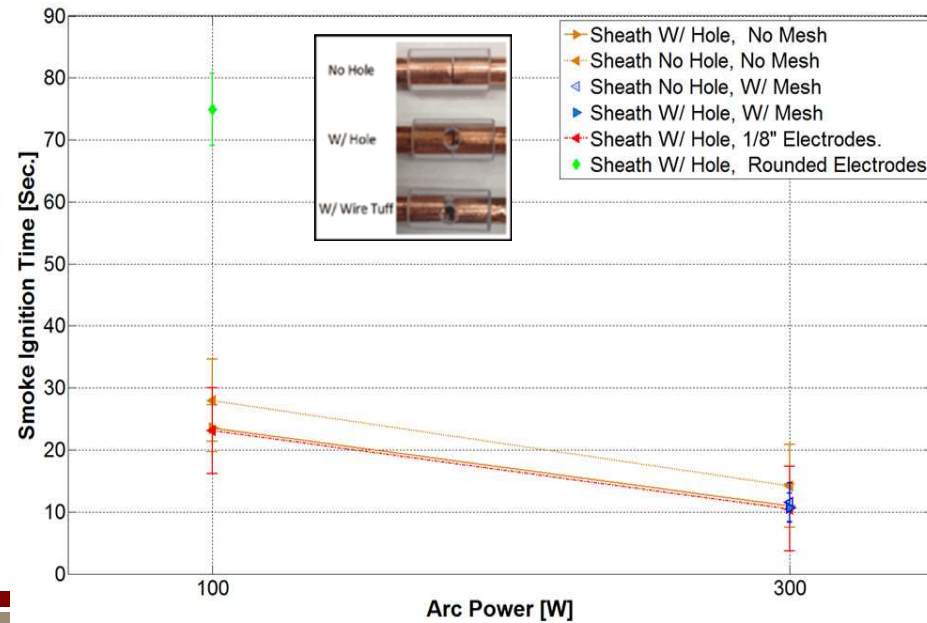 90
80
70
60
50
40
30
20
10
0
Smoke Ignition Time [Sec.]
No Hole
W/ Hole
W/ Wire Tuff
Sheath W/ Hole, No Mesh
Sheath No Hole, No Mesh
Sheath No Hole, W/ Mesh
Sheath W/ Hole, W/ Mesh
Sheath W/ Hole, 1/8" Electrodes.
Sheath W/ Hole, Rounded Electrodes
100
300
Arc Power [W]